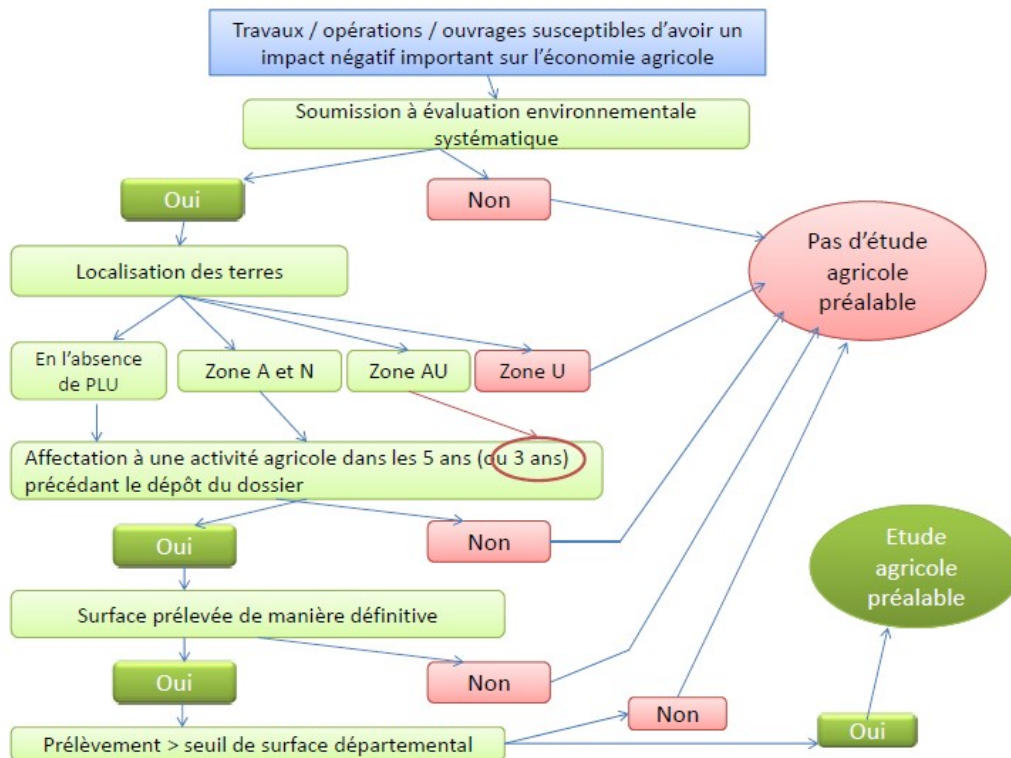 Travaux / opérations / ouvrages susceptibles d’avoir un
impact négatif important sur l’économie agricole
Soumission à évaluation environnementale
systématique
Oui
Non
Pas d’étude
agricole
préalable
Localisation des terres
En l’absence
de PLU
Zone A et N
Zone AU
Zone U
Affectation à une activité agricole dans les 5 ans (ou 3 ans)
précédant le dépôt du dossier
Oui
Non
Etude
agricole
préalable
Surface prélevée de manière définitive
Oui
Non
Non
Oui
Prélèvement > seuil de surface départemental